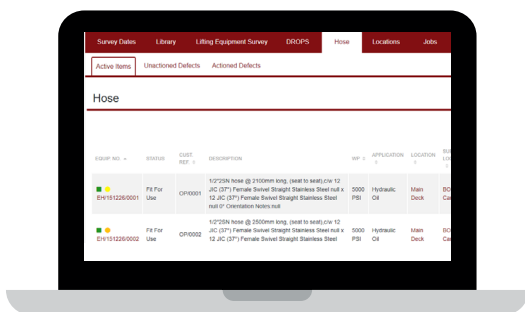 Survey Dates Library Lifting Equipment Survey DROPS Hose Locations Jobs
Active Items Unactioned Defects Actioned Defects
Hose
EQUIP NO. STATUS CUST. REF. DESCRIPTION WP APPLICATION LOCATION
1/2"2SN hose @ 2100mm long, (seat to seat),c/w 12
EH/151226/0001 Fit For Use OP/0001 JIC (37°) Female Swivel Straight Stainless Steel null x 5000 PSI Hydraulic Oil Main Deck
12 JIC (37°) Female Swivel Straight Stainless Steel
null 0° Orientation Notes null
1/2"2SN hose @ 2500mm long, (seat to seat),c/w 12
EH/151226/0002 Fit For Use OP/0002 JIC (37°) Female Swivel Straight Stainless Steel null x 5000 PSI Hydraulic Oil Main Deck
12 JIC (37°) Female Swivel Straight Stainless Steel